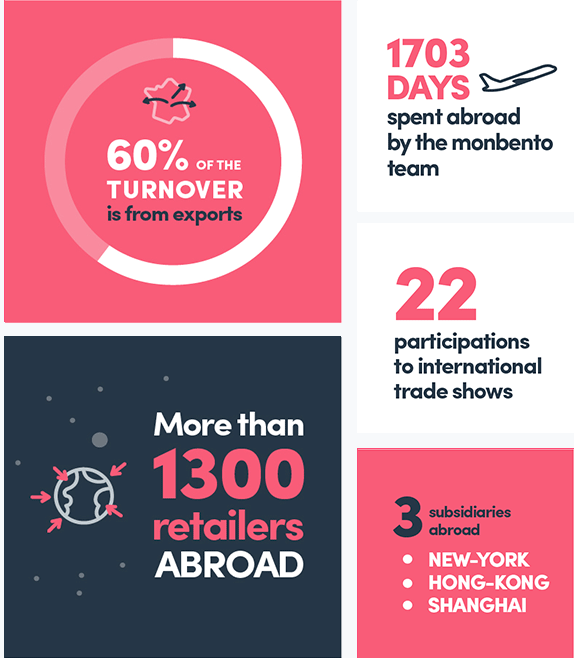 60% OF THE
TURNOVER
is from exports
1703
DAYS
spent abroad
by the monbento
team
22
participations
to international
trade shows
More than
1300
retailers
ABROAD
3 subsidiaries
abroad
NEW-YORK
HONG-KONG
SHANGHAI